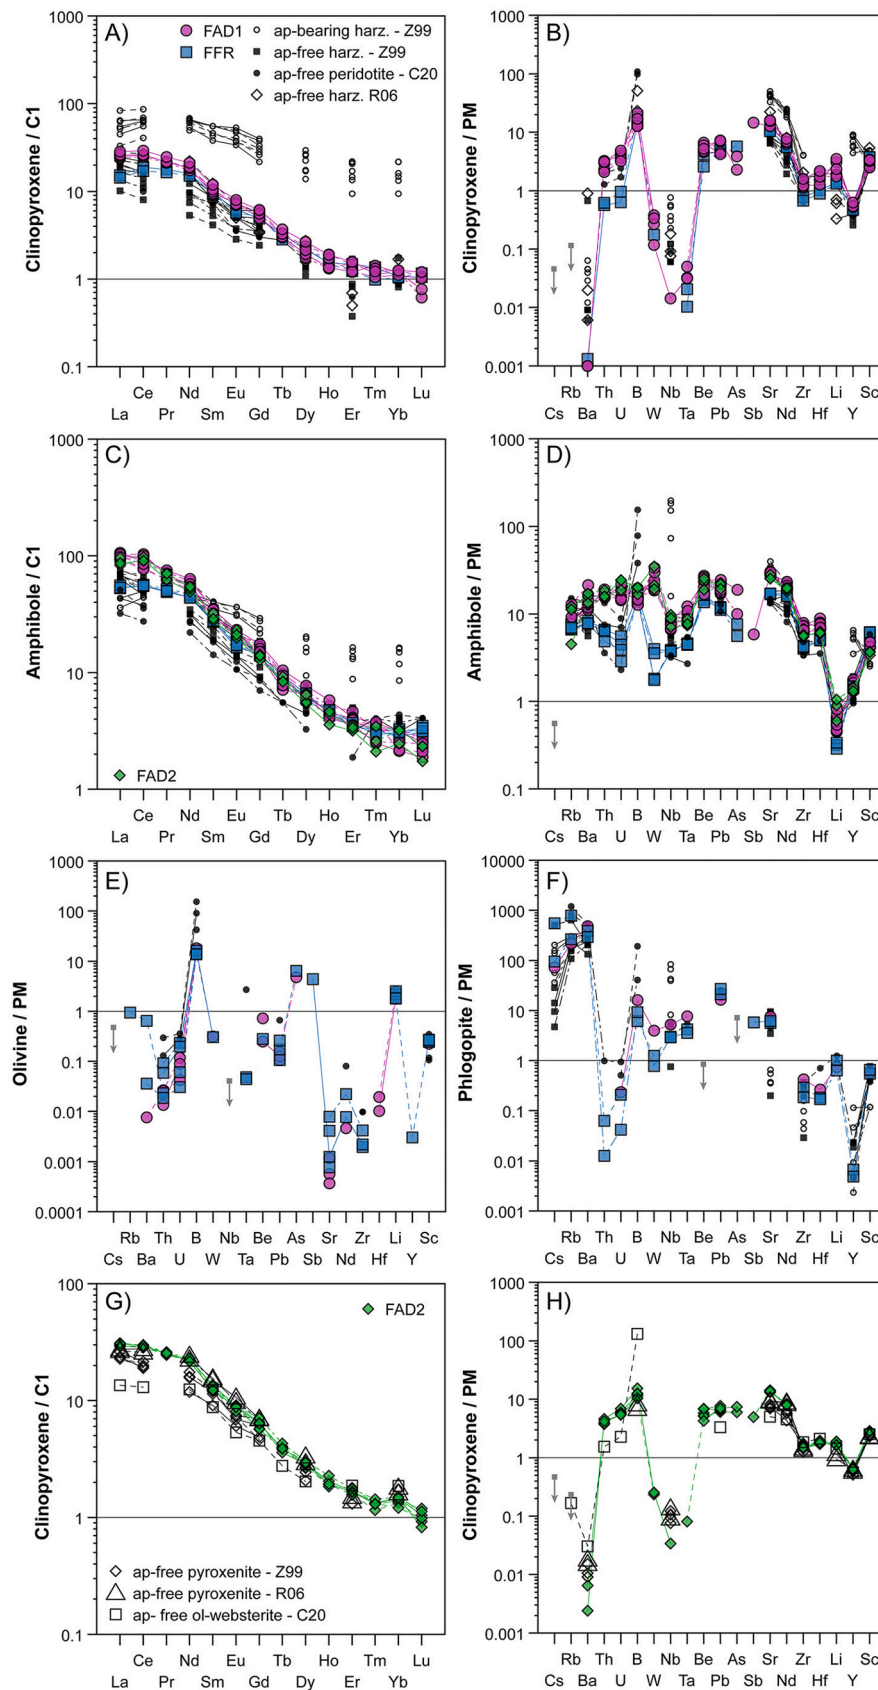 A)
FAD1
FFR
ap-bearing harz. - Z99
ap-free harz. - Z99
ap-free peridotite - C20
ap-free harz. R06
Clinopyroxene / C1
1000
100
10
1
0.1
Ce Nd Eu Tb Ho Tm Lu
La Pr Sm Gd Dy Er Yb
B)
Clinopyroxene / PM
1000
100
10
1
0.1
0.01
0.001
Rb Th B Nb Be As Sr Zr Li Sc
Cs Ba U W Ta Pb Sb Nd Hf Y
C)
Amphibole / C1
1000
100
10
1
FAD2
Ce Nd Eu Tb Ho Tm Lu
La Pr Sm Gd Dy Er Yb
D)
Amphibole / PM
1000
100
10
1
0.1
Rb Th B Nb Be As Sr Zr Li Sc
Cs Ba U W Ta Pb Sb Nd Hf Y
E)
Olivine / PM
1000
100
10
1
0.1
0.01
0.001
0.0001
Rb Th B Nb Be As Sr Zr Li Sc
Cs Ba U W Ta Pb Sb Nd Hf Y
F)
Phlogopite / PM
10000
1000
100
10
1
0.1
0.01
0.001
Rb Th B Nb Be As Sr Zr Li Sc
Cs Ba U W Ta Pb Sb Nd Hf Y
G)
FAD2
Clinopyroxene / C1
100
10
1
0.1
ap-free pyroxenite - Z99
ap-free pyroxenite - R06
ap- free ol-websterite - C20
Ce Nd Eu Tb Ho Tm Lu
La Pr Sm Gd Dy Er Yb
H)
Clinopyroxene / PM
1000
100
10
1
0.1
0.01
0.001
Rb Th B Nb Be As Sr Zr Li Sc
Cs Ba U W Ta Pb Sb Nd Hf Y